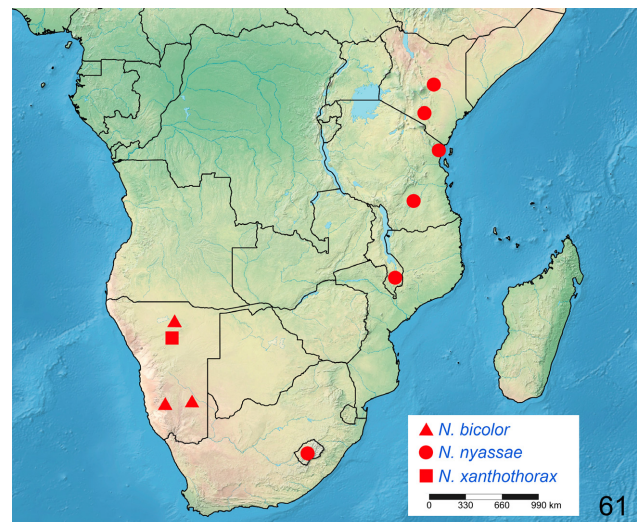 N. bicolor
N. nyassae
N. xanthothorax
0 330 660 990 km
61